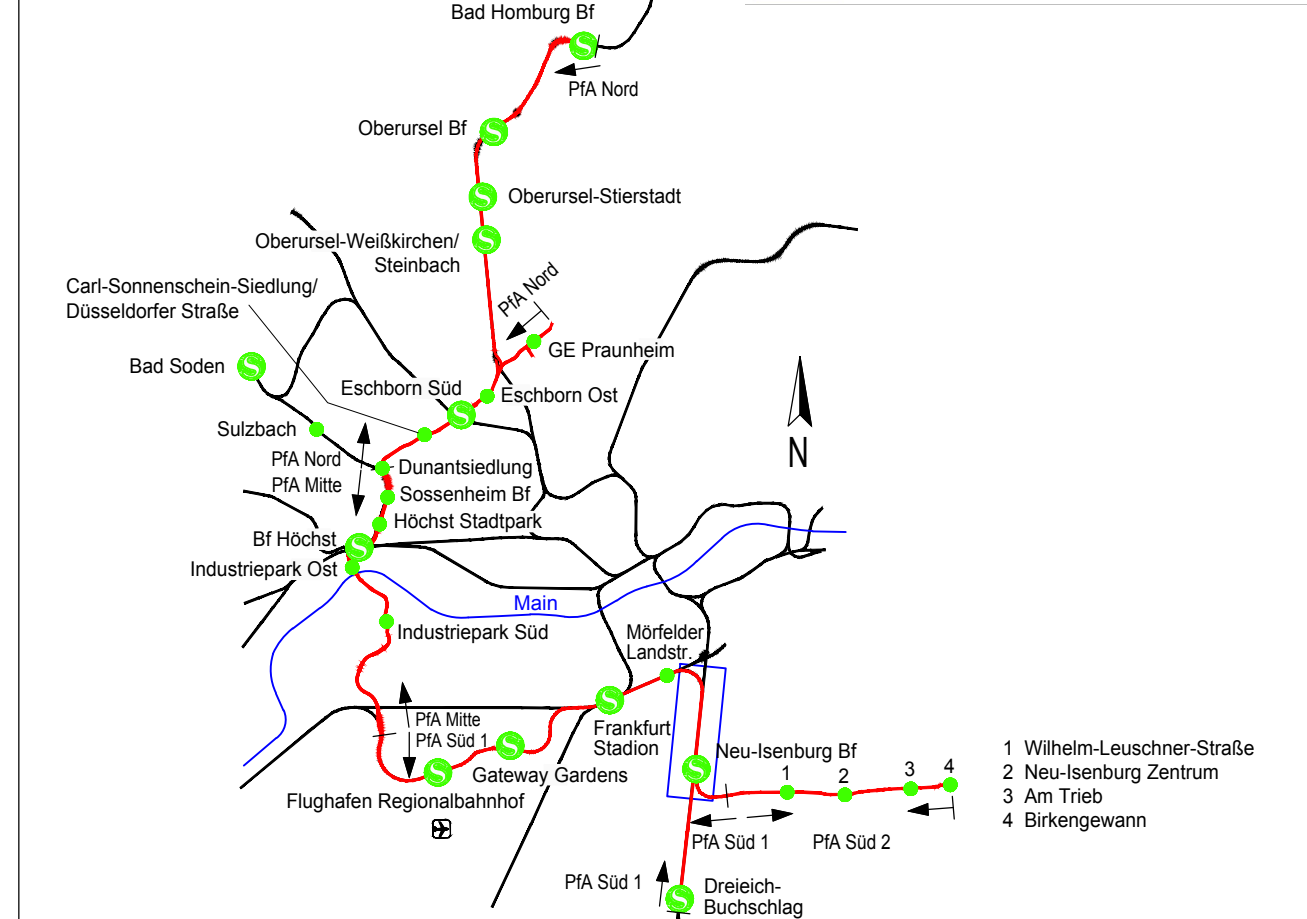 Bad Homburg Bf
PfA Nord
Oberursel Bf
Oberursel-Stierstadt
Oberursel-Weißkirchen/
Steinbach
PfA Nord
Carl-Sonnenschein-Siedlung/
Düsseldorfer Straße
GE Praunheim
Bad Soden
Eschborn Süd
Eschborn Ost
Sulzbach
PfA Nord
PfA Mitte
Dunantsiedlung
N
Sossenheim Bf
Höchst Stadtpark
Bf Höchst
Industriepark Ost
Main
Industriepark Süd
Mörfelder
Landstr.
PfA Mitte
PfA Süd 1
Frankfurt
Stadion
Neu-Isenburg Bf
Gateway Gardens
Flughafen Regionalbahnhof
1
2
3
4
1 Wilhelm-Leuschner-Straße
2 Neu-Isenburg Zentrum
3 Am Trieb
4 Birkengewann
PfA Süd 1
PfA Süd 2
PfA Süd 1
Dreieich-
Buchschlag